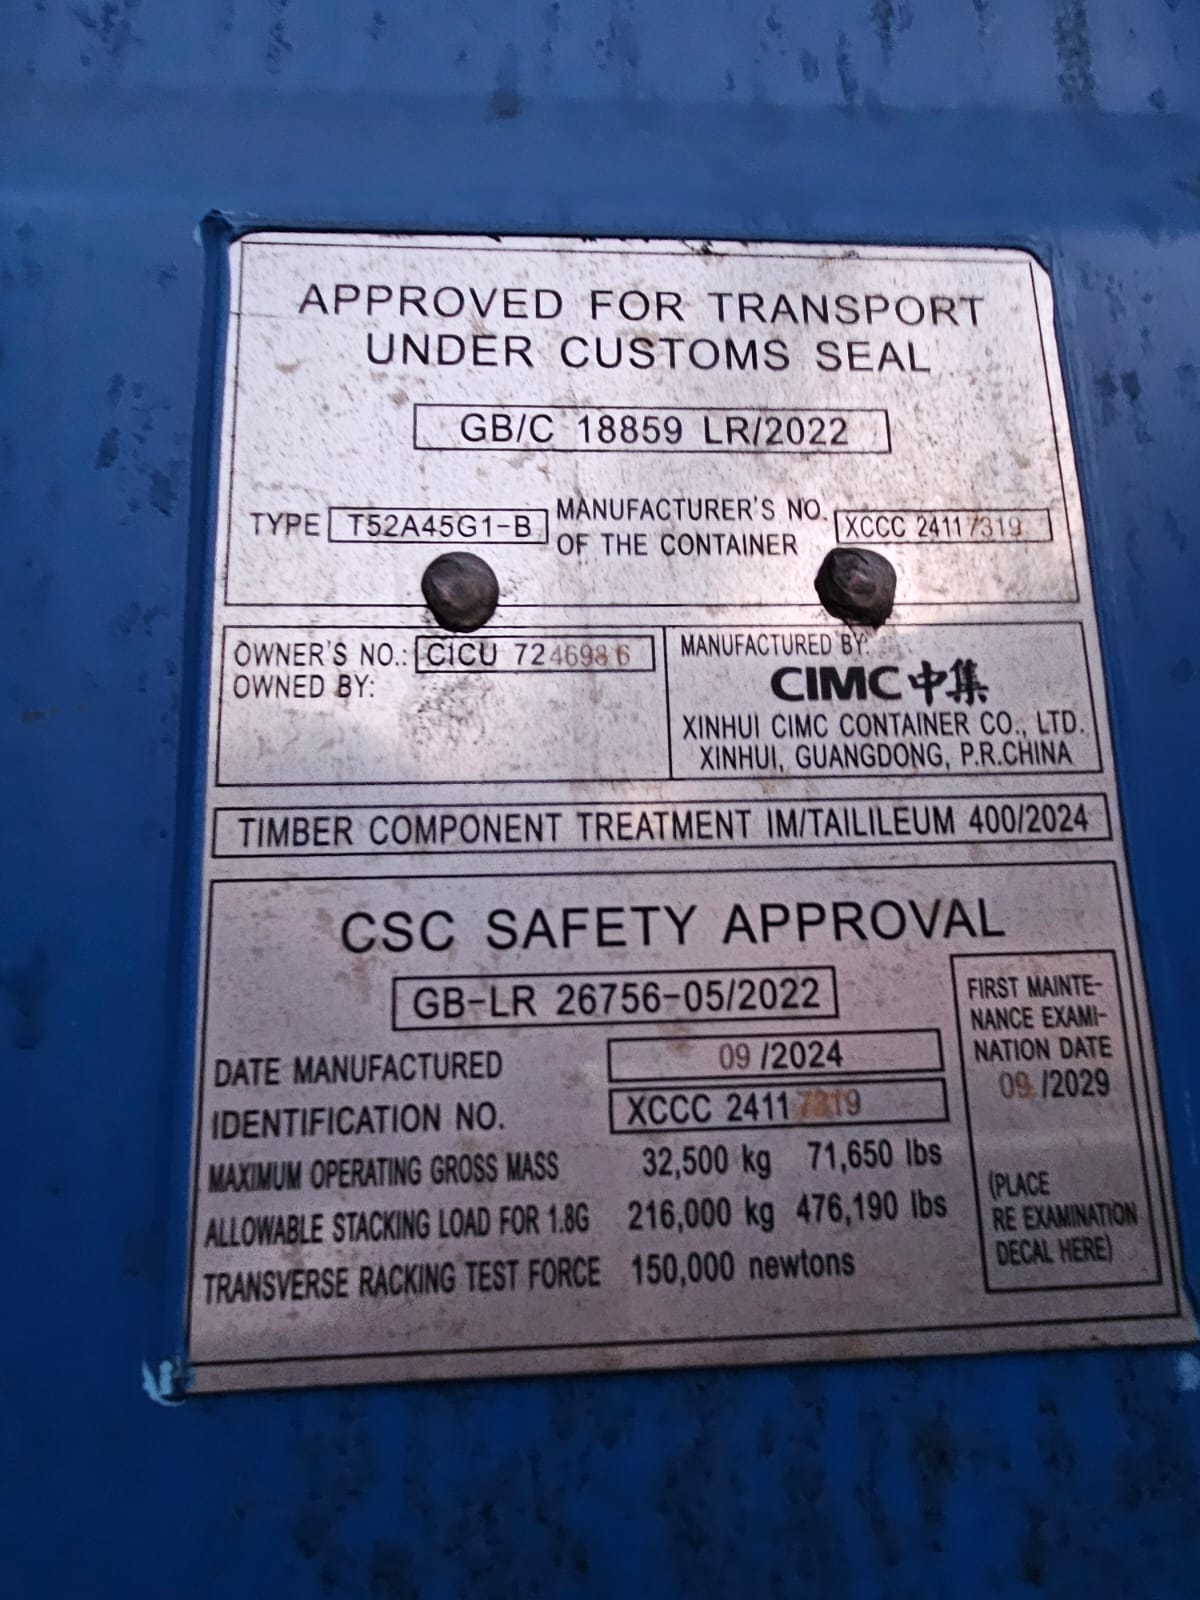 APPROVED FOR TRANSPORT
UNDER CUSTOMS SEAL
GB/C 18859 LR/2022
TYPE T52A45G1-B
MANUFACTURER'S NO.
OF THE CONTAINER
XCCC 24117319
OWNER'S NO.: CICU 7246986
OWNED BY:
MANUFACTURED BY:
CIMC中集
XINHUI CIMC CONTAINER CO., LTD.
XINHUI, GUANGDONG, P.R.CHINA
TIMBER COMPONENT TREATMENT IM/TAILILEUM 400/2024
CSC SAFETY APPROVAL
GB-LR 26756-05/2022
DATE MANUFACTURED 09 /2024
IDENTIFICATION NO. XCCC 24117319
MAXIMUM OPERATING GROSS MASS 32,500 kg 71,650 lbs
ALLOWABLE STACKING LOAD FOR 1.8G 216,000 kg 476,190 lbs
TRANSVERSE RACKING TEST FORCE 150,000 newtons
FIRST MAINTE-
NANCE EXAMI-
NATION DATE
09 /2029
(PLACE
RE EXAMINATION
DECAL HERE)